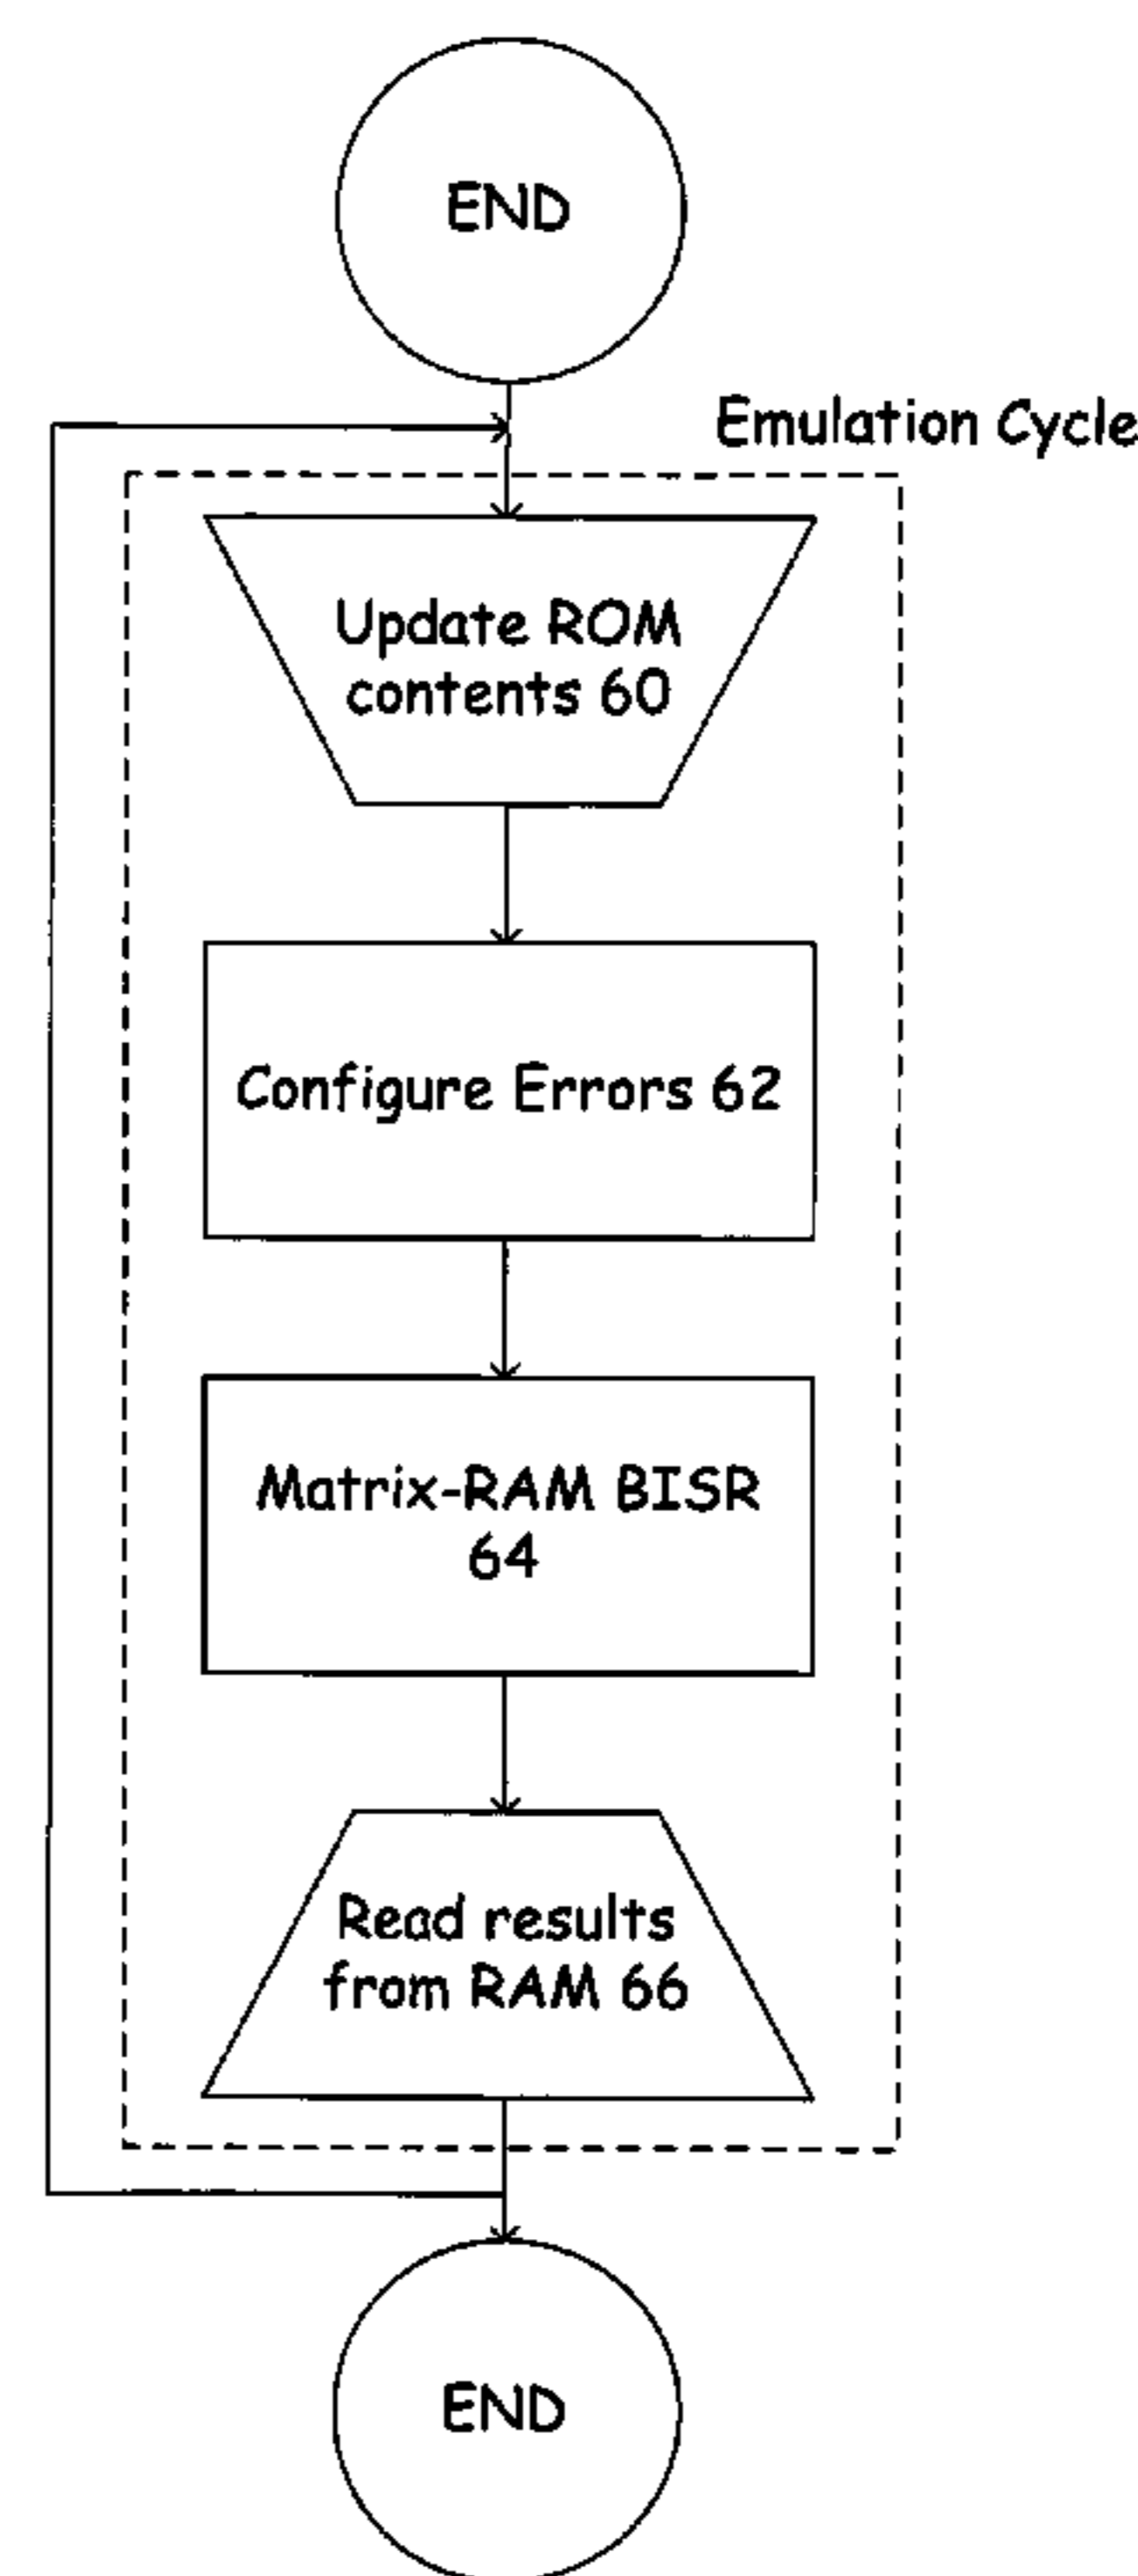 END
Emulation Cycle
Update ROM
contents 60
Configure Errors 62
Matrix-RAM BISR
64
Read results
from RAM 66
END